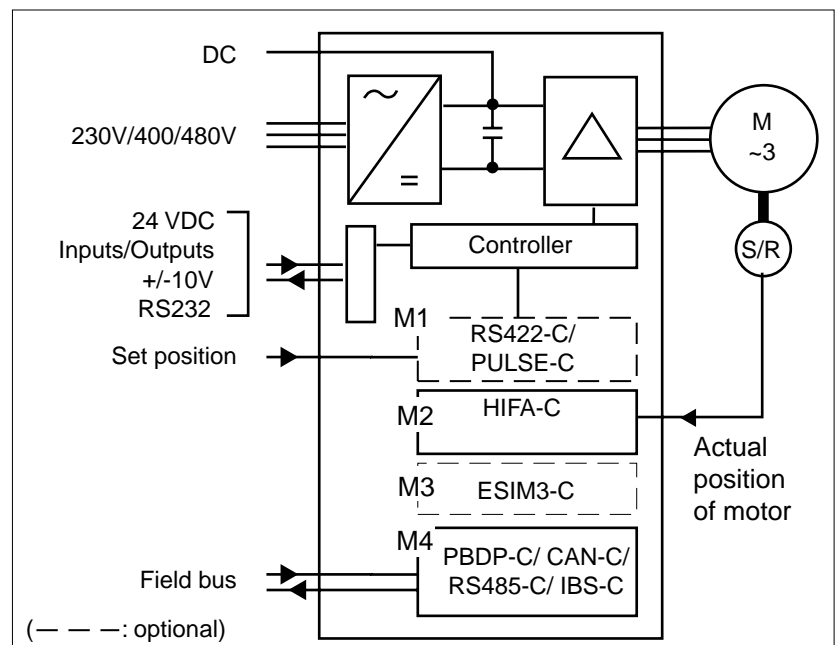 DC
230V/400/480V
~
=
M
~3
24 VDC
Inputs/Outputs
+/-10V
RS232
Controller
S/R
M1
RS422-C/
PULSE-C
Set position
M2
HIFA-C
Actual
position
of motor
M3
ESIM3-C
M4
PBDP-C/ CAN-C/
RS485-C/ IBS-C
Field bus
(— — —: optional)